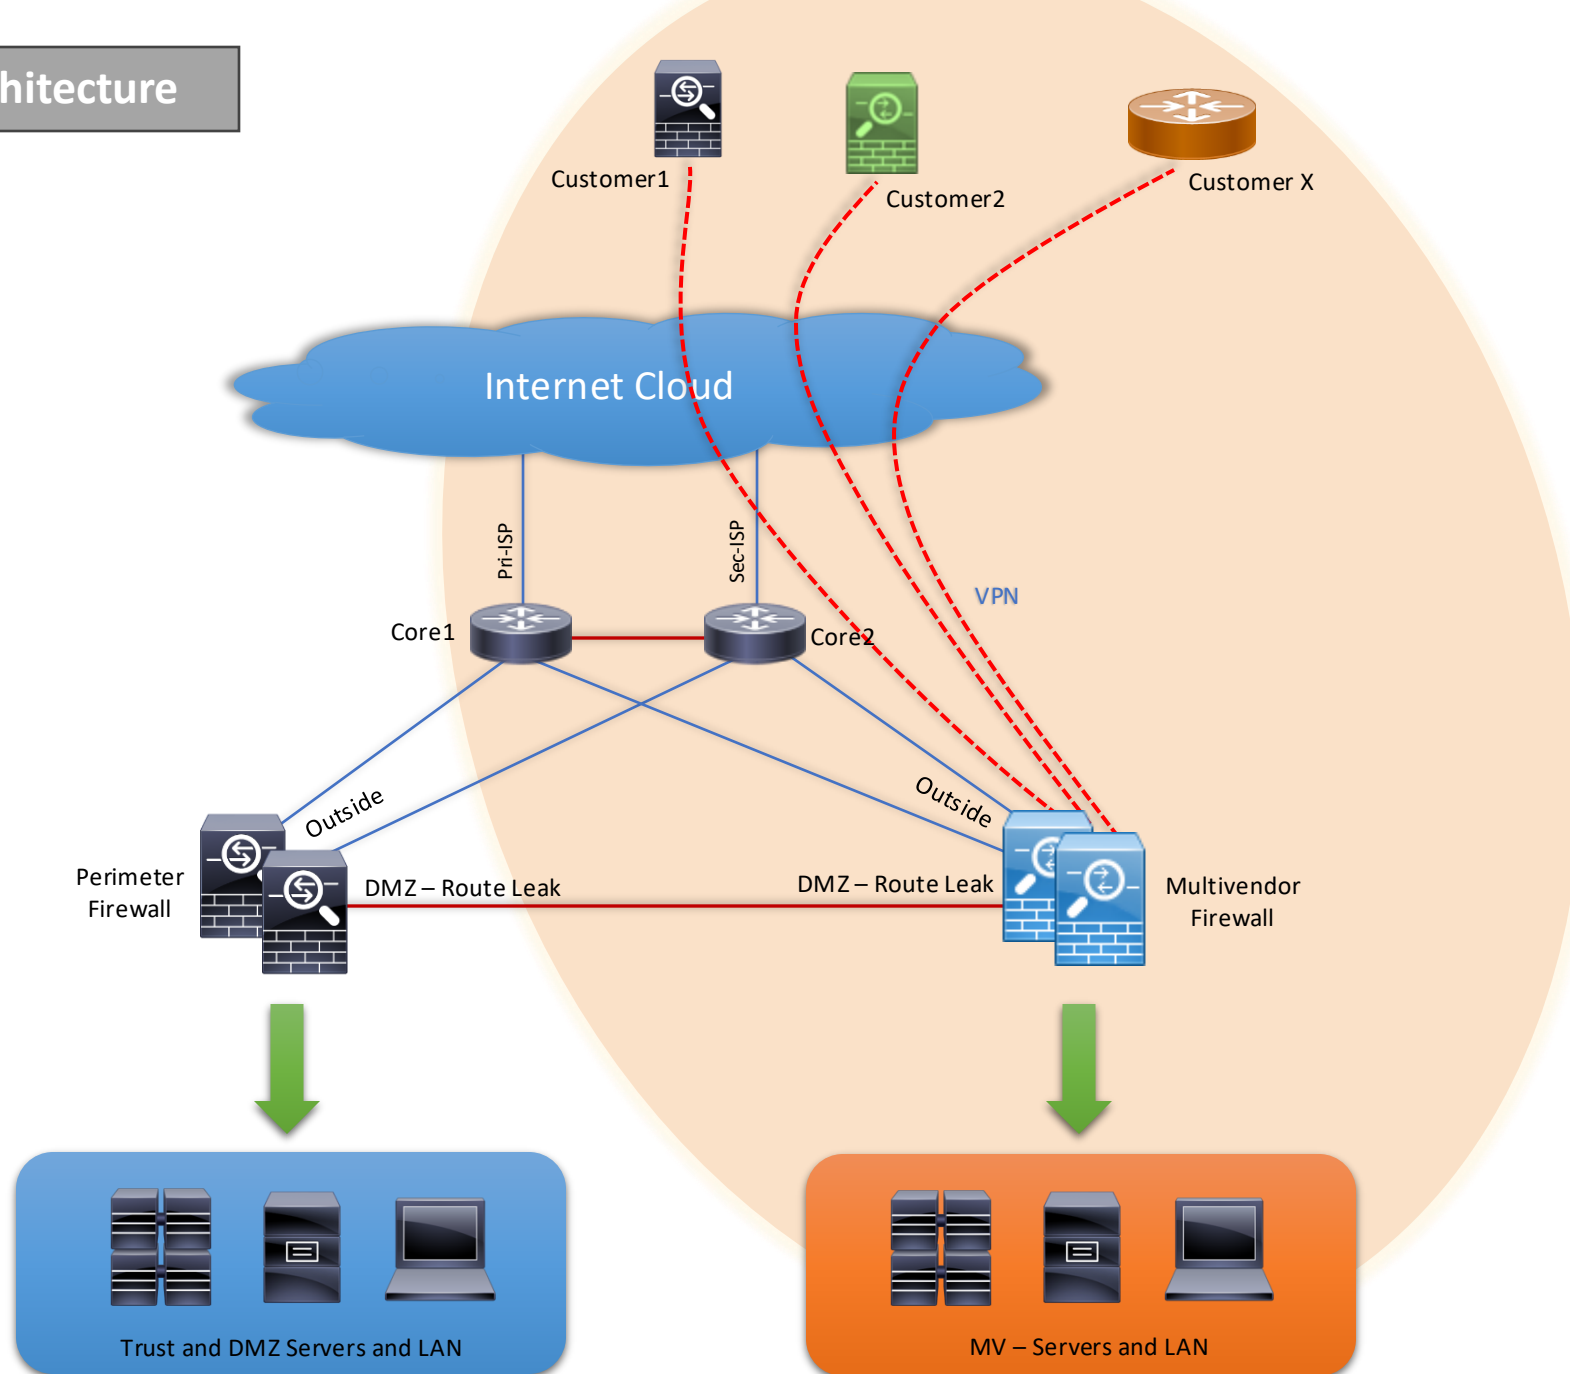 hitecture
Customer1
Customer2
Customer X
Internet Cloud
Pri-ISP
Sec-ISP
VPN
Core1
Core2
Outside
Outside
Perimeter
Firewall
DMZ – Route Leak
DMZ – Route Leak
Multivendor
Firewall
Trust and DMZ Servers and LAN
MV – Servers and LAN